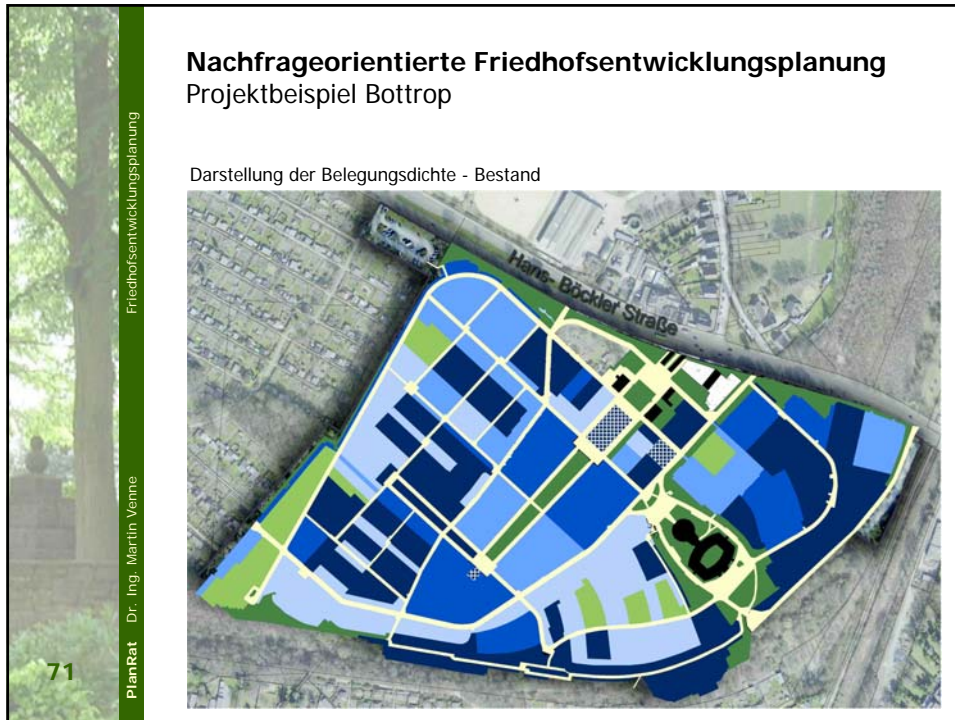 Nachfrageorientierte Friedhofsentwicklungsplanung
Projektbeispiel Bottrop
Darstellung der Belegungsdichte - Bestand
Hans- Böckler Straße
Friedhofsentwicklungsplanung
PlanRat Dr. Ing. Martin Venne
71